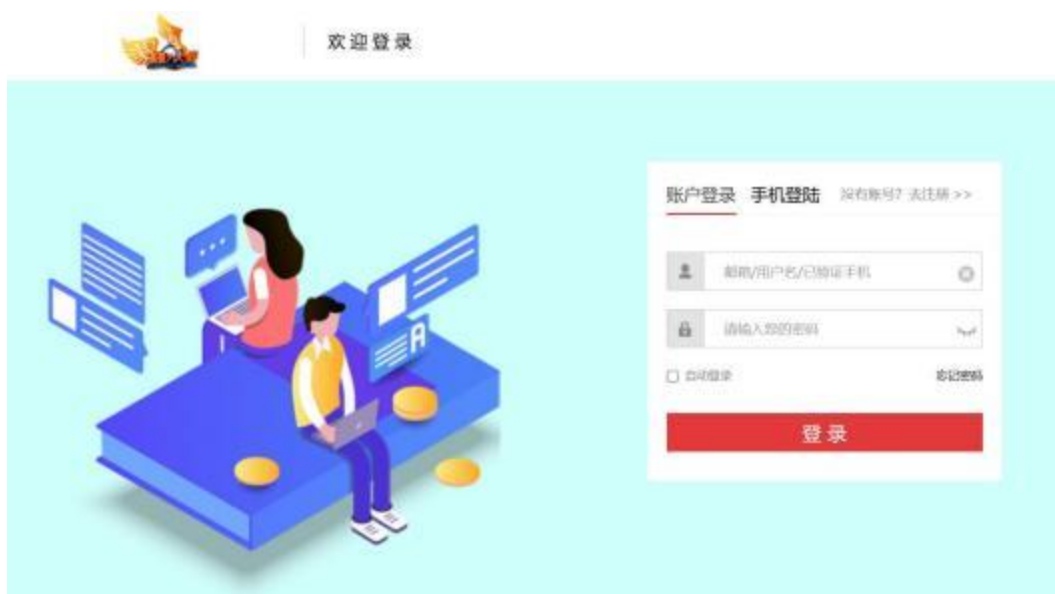 欢迎登录
账户登录 手机登陆 没有账号? 去注册 >>
邮箱/用户名/已验证手机
请输入您的密码
自动登录 忘记密码
登录
A